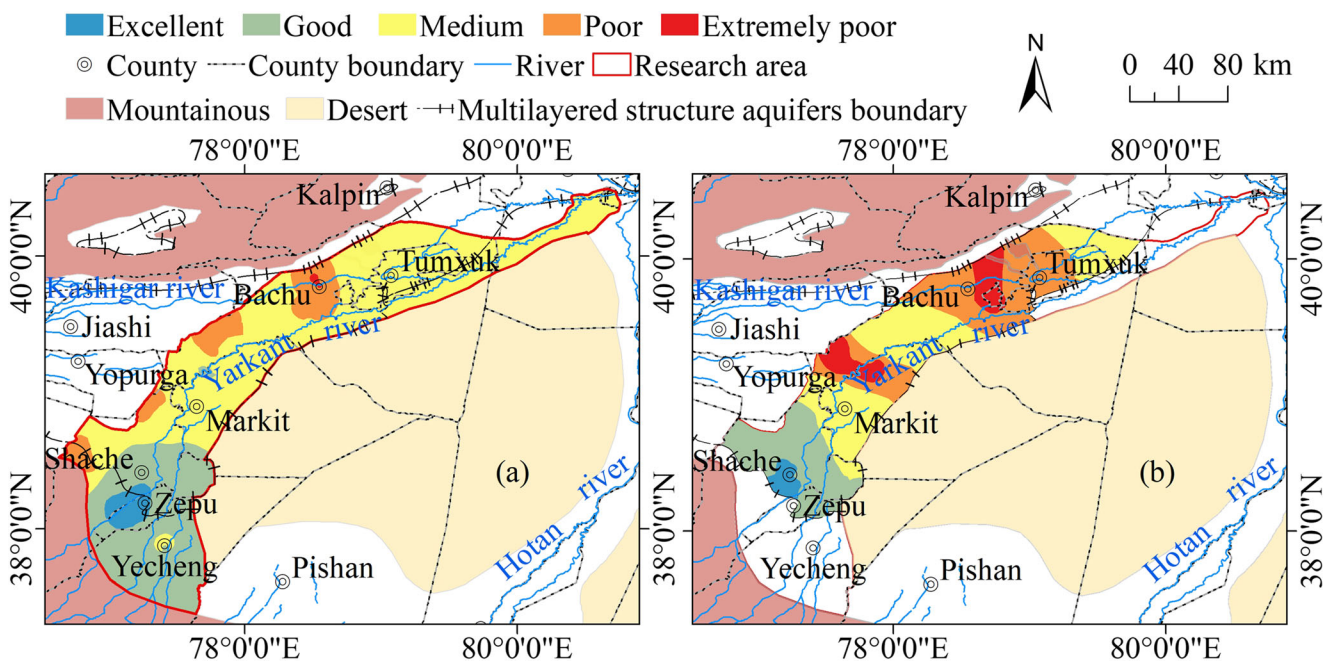 Excellent Good Medium Poor Extremely poor
County County boundary River Research area
N
0 40 80 km
Mountainous Desert Multilayered structure aquifers boundary
78°0'0"E 80°0'0"E 78°0'0"E 80°0'0"E
40°0'0"N
38°0'0"N
Kalpin
Tumxuk
Bachu
Kashigar river
Jiashi
Yarkant river
Yopurga
Markit
Shache
(a)
Zepu
Yecheng
Pishan
Hotan river
78°0'0"E 80°0'0"E
Kalpin
Tumxuk
Bachu
Kashigar river
Jiashi
Yarkant river
Yopurga
Markit
Shache
(b)
Zepu
Yecheng
Pishan
Hotan river
40°0'0"N
38°0'0"N
78°0'0"E 80°0'0"E